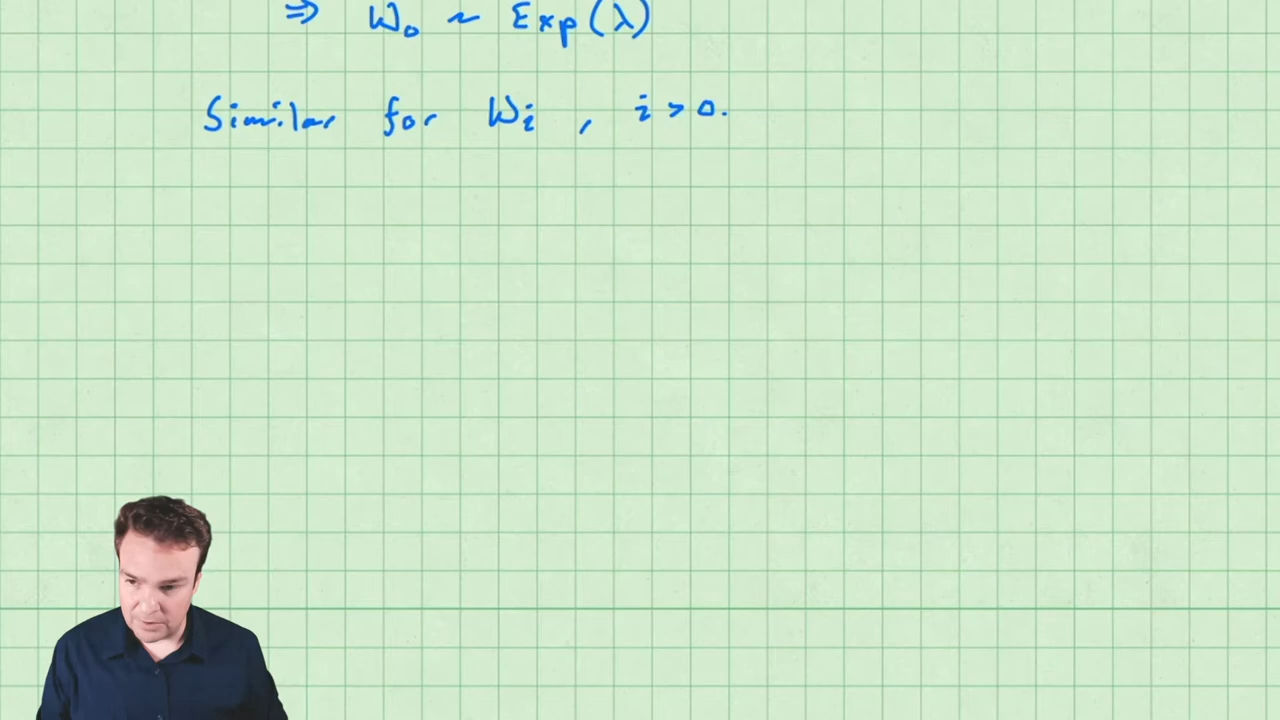 ⇒ W₀ ~ Exp(λ)
Similar for Wᵢ , i > 0.